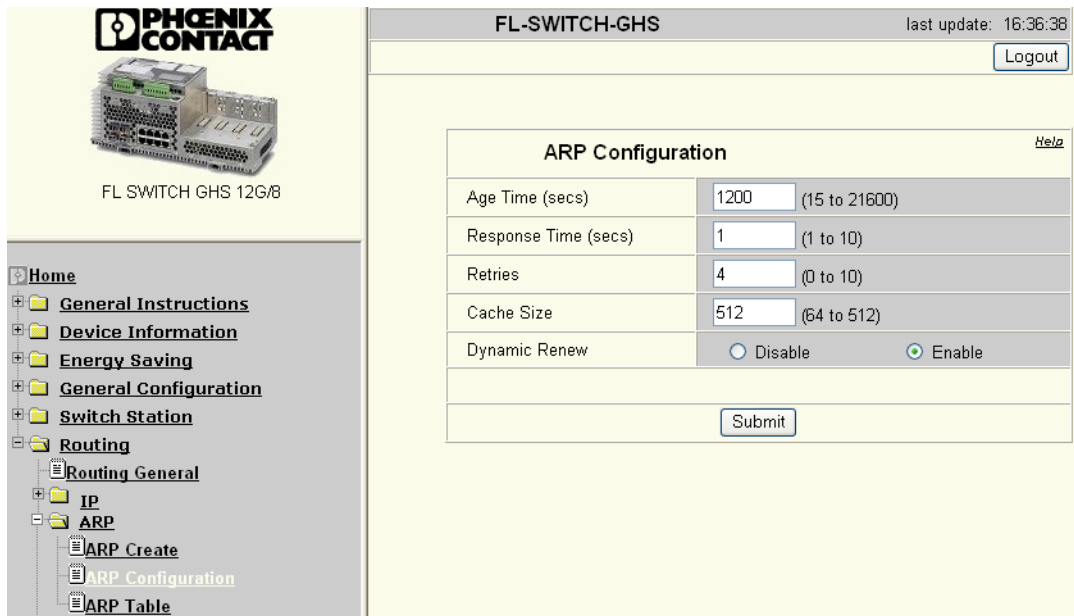 PHŒNIX
CONTACT
FL SWITCH GHS 12G/8
Home
General Instructions
Device Information
Energy Saving
General Configuration
Switch Station
Routing
Routing General
IP
ARP
ARP Create
ARP Configuration
ARP Table
FL-SWITCH-GHS last update: 16:36:38
Logout
ARP Configuration Help
Age Time (secs) 1200 (15 to 21600)
Response Time (secs) 1 (1 to 10)
Retries 4 (0 to 10)
Cache Size 512 (64 to 512)
Dynamic Renew Disable Enable
Submit